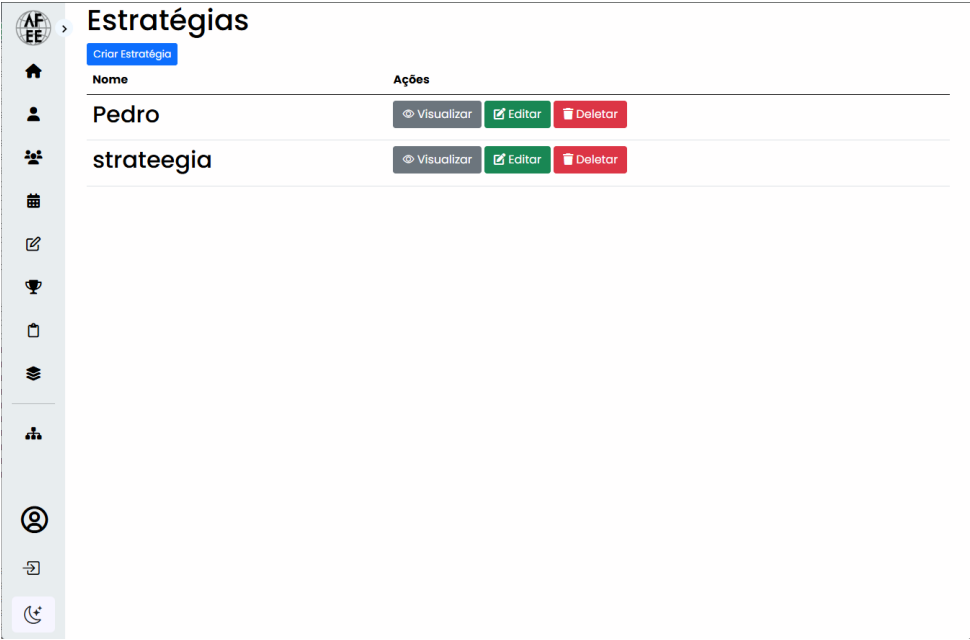 AF
EE
Estratégias
Criar Estratégia
Nome Ações
Pedro Visualizar Editar Deletar
strateegia Visualizar Editar Deletar